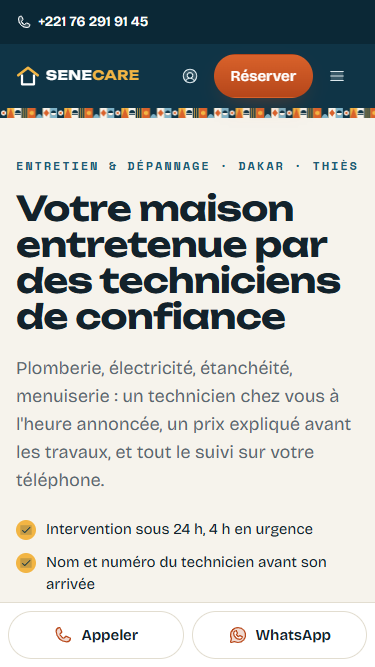 +221 76 291 91 45
SENECARE
Réserver
ENTRETIEN & DÉPANNAGE · DAKAR · THIÈS
Votre maison
entretenue par
des techniciens
de confiance
Plomberie, électricité, étanchéité,
menuiserie : un technicien chez vous à
l'heure annoncée, un prix expliqué avant
les travaux, et tout le suivi sur votre
téléphone.
Intervention sous 24 h, 4 h en urgence
Nom et numéro du technicien avant son
arrivée
Appeler
WhatsApp